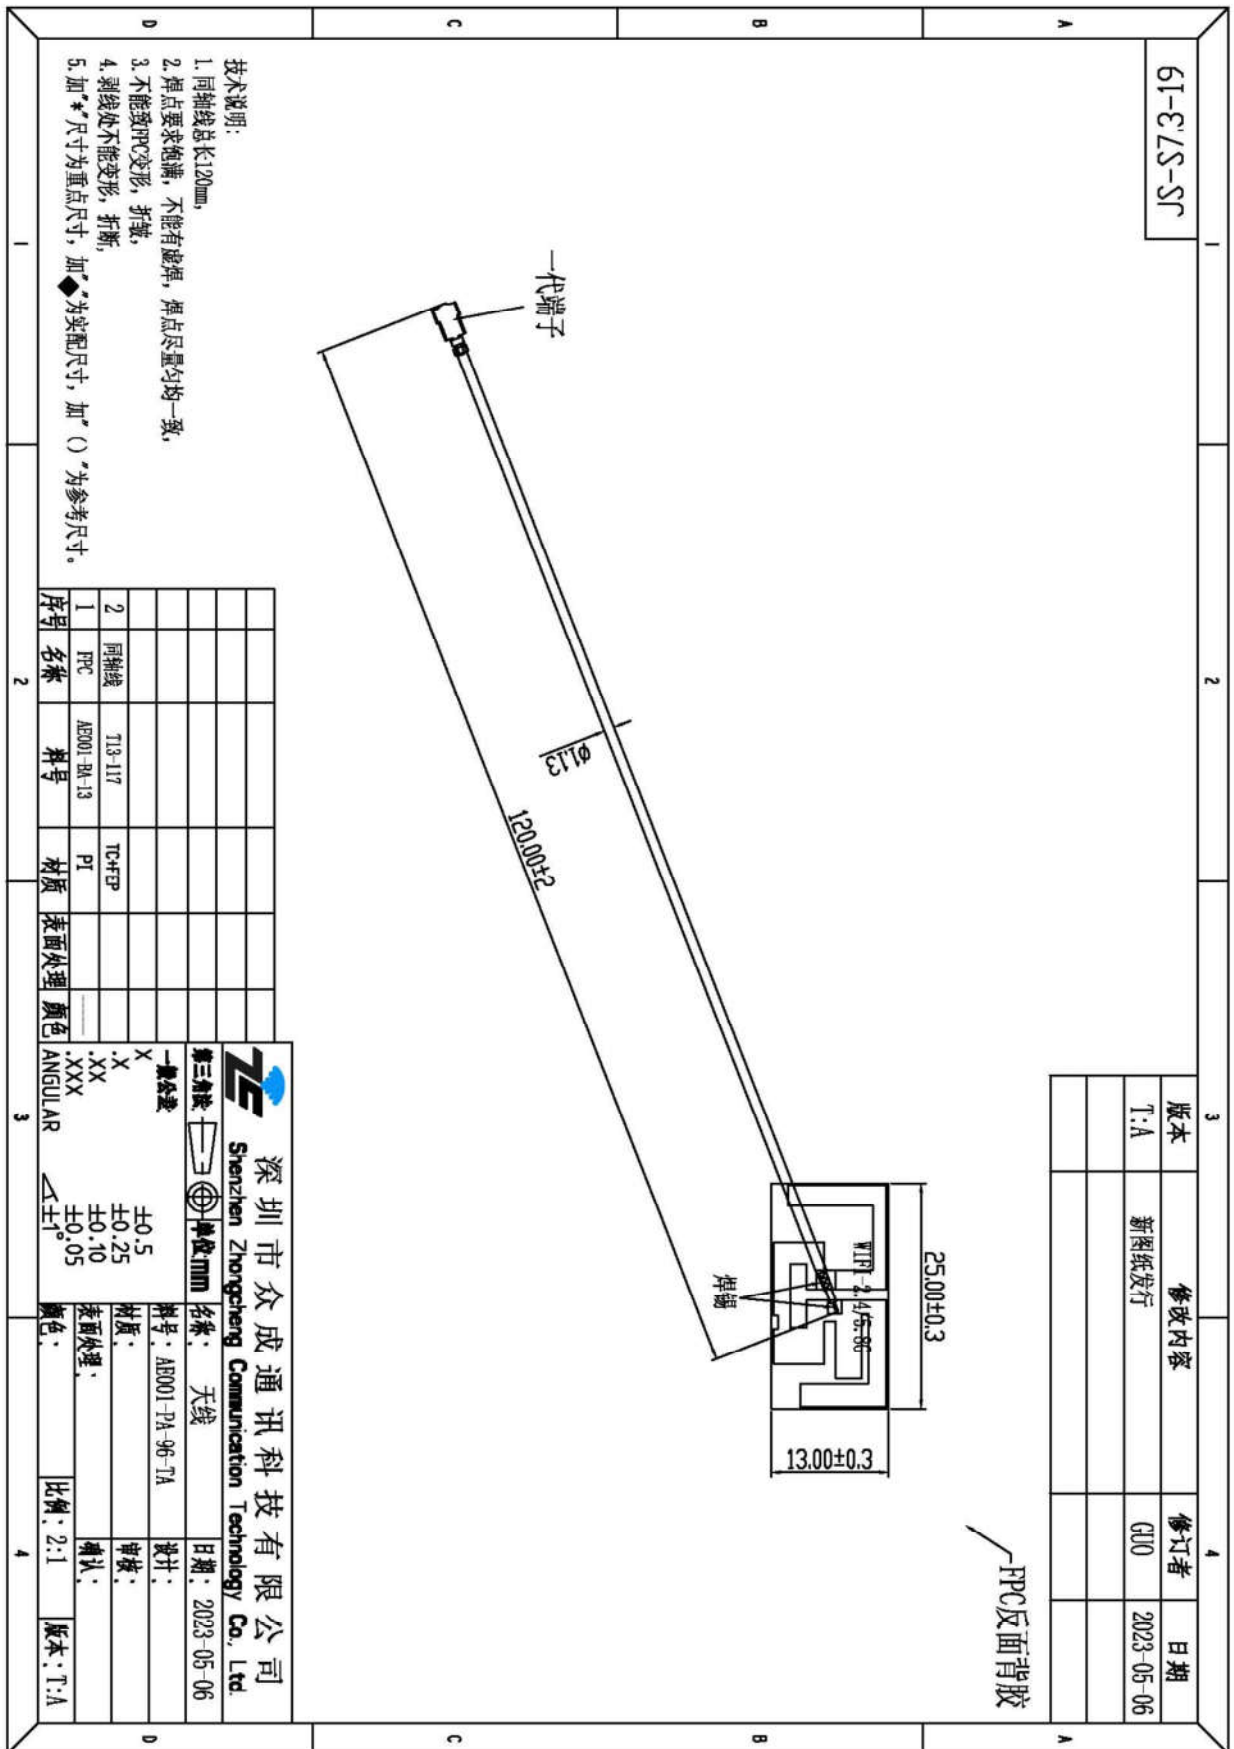 JS-S7.3-19
版本 修改内容 修订者 日期
T:A 新图纸发行 GUO 2023-05-06
FPC反面背胶
25.00±0.3
13.00±0.3
WIFI-2.4/5.8G
焊锡
一代端子
Ø1.13
120.00±2
技术说明:
1. 同轴线总长120mm,
2. 焊点要求饱满, 不能有虚焊, 焊点尽量匀均一致,
3. 不能致FPC变形, 折皱,
4. 剥线处不能变形, 折断,
5. 加"*"尺寸为重点尺寸, 加"◆"为实配尺寸, 加"()"为参考尺寸。
2 同轴线 T13-117 TC+FEP
1 FPC AE001-BA-13 PI
序号 名称 料号 材质 表面处理 颜色
深圳市众成通讯科技有限公司
Shenzhen Zhongcheng Communication Technology Co., Ltd.
第三角法 单位:mm
一般公差
X ±0.5
.X ±0.25
.XX ±0.10
.XXX ±0.05
ANGULAR ±1°
名称: 天线 日期: 2023-05-06
料号: AE001-PA-96-TA 设计:
材质: 审核:
表面处理: 确认:
颜色: 比例: 2:1 版本: T:A
1 2 3 4
1 2 3 4
A B C D
A B C D